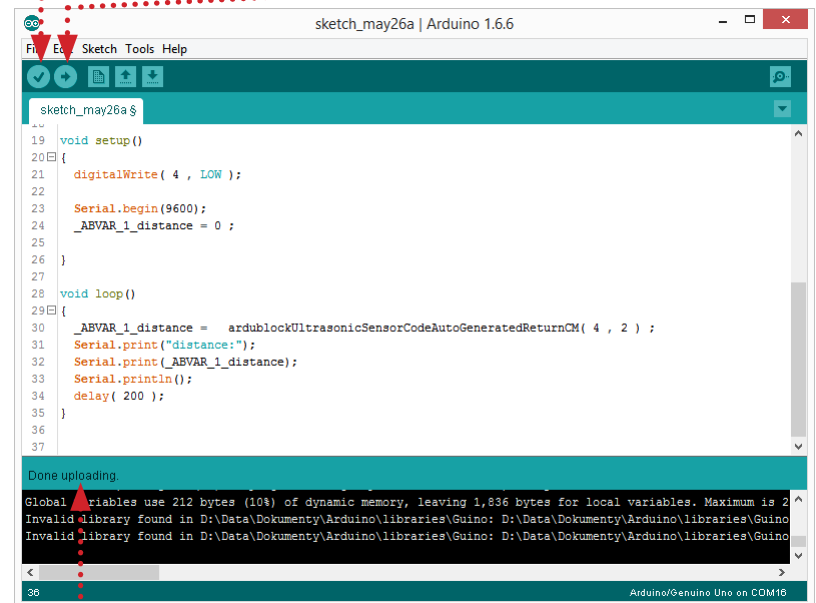 sketch_may26a | Arduino 1.6.6
Sketch Tools Help
sketch_may26a §
19 void setup()
20 {
21 digitalWrite( 4 , LOW );
22
23 Serial.begin(9600);
24 _ABVAR_1_distance = 0 ;
25
26 }
27
28 void loop()
29 {
30 _ABVAR_1_distance = ardublockUltrasonicSensorCodeAutoGeneratedReturnCM( 4 , 2 ) ;
31 Serial.print("distance:");
32 Serial.print(_ABVAR_1_distance);
33 Serial.println();
34 delay( 200 );
35 }
36
37
Done uploading.
Global variables use 212 bytes (10%) of dynamic memory, leaving 1,836 bytes for local variables. Maximum is 2
Invalid library found in D:\Data\Dokumenty\Arduino\libraries\Guino: D:\Data\Dokumenty\Arduino\libraries\Guino
Invalid library found in D:\Data\Dokumenty\Arduino\libraries\Guino: D:\Data\Dokumenty\Arduino\libraries\Guino
36 Arduino/Genuino Uno on COM16